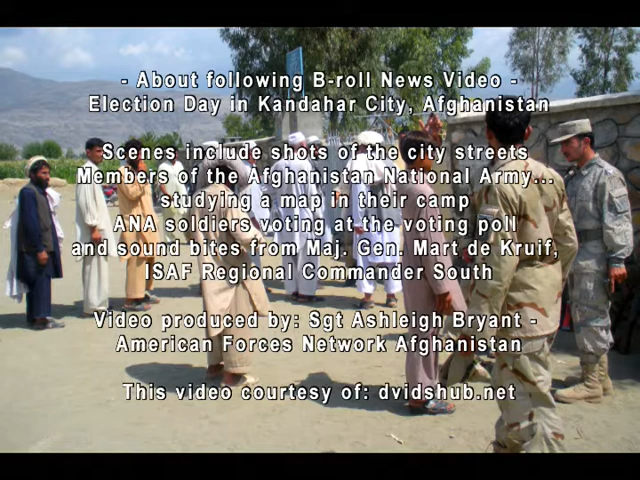 - About following B-roll News Video -
Election Day in Kandahar City, Afghanistan
Scenes include shots of the city streets
Members of the Afghanistan National Army...
studying a map in their camp
ANA soldiers voting at the voting poll
and sound bites from Maj. Gen. Mart de Kruif,
ISAF Regional Commander South
Video produced by: Sgt Ashleigh Bryant -
American Forces Network Afghanistan
This video courtesy of: dvidshub.net